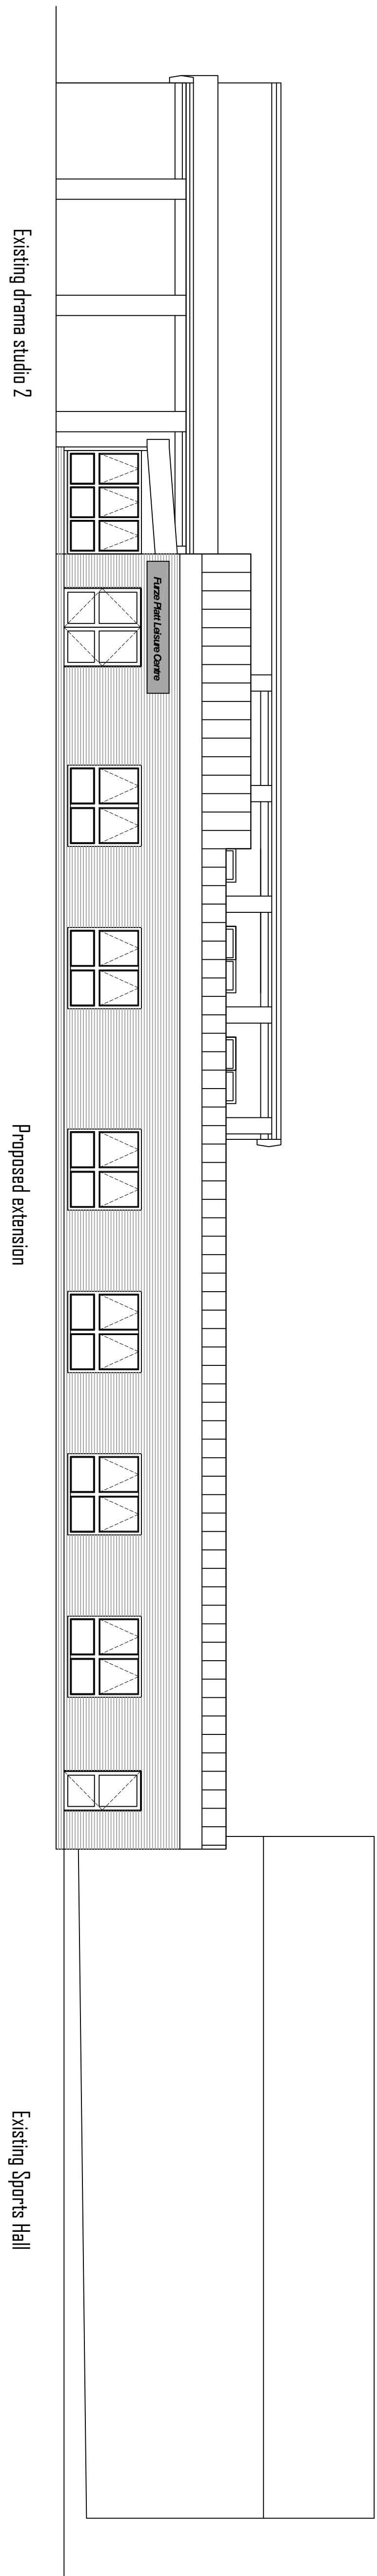 Existing drama studio 2
Furze Platt Leisure Centre
Proposed extension
Existing Sports Hall